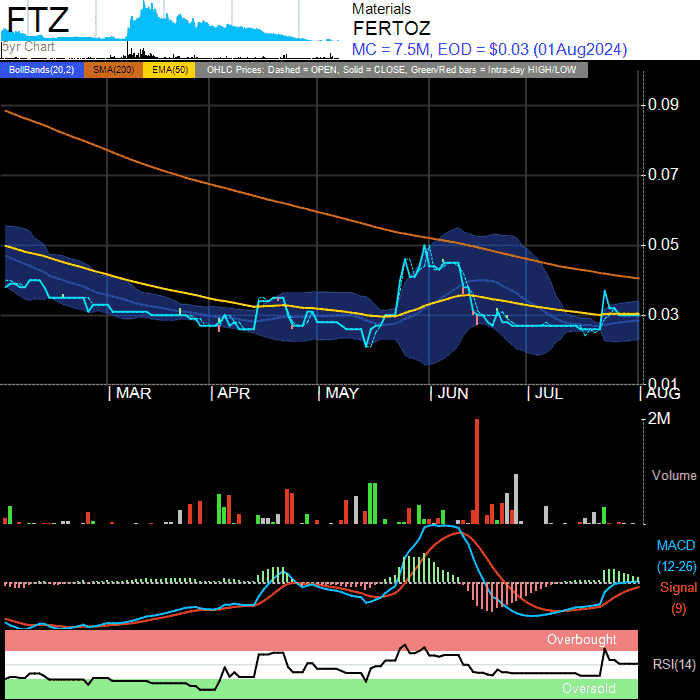 FTZ
5yr Chart
Materials
FERTOZ
MC = 7.5M, EOD = $0.03 (01Aug2024)
BollBands(20,2) SMA(200) EMA(50) OHLC Prices: Dashed = OPEN, Solid = CLOSE, Green/Red bars = Intra-day HIGH/LOW
0.09
0.07
0.05
0.03
0.01
MAR APR MAY JUN JUL AUG
2M
Volume
MACD
(12-26)
Signal
(9)
Overbought
RSI(14)
Oversold